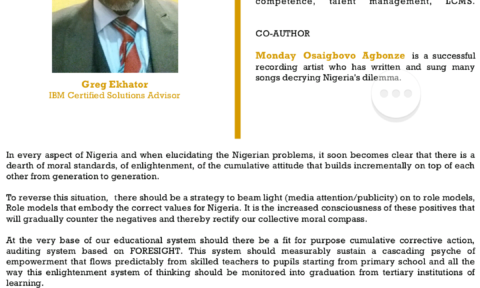 competence, talent management, LCMS.
CO-AUTHOR
Monday Osaigbovo Agbonze is a successful
recording artist who has written and sung many
songs decrying Nigeria's dilemma.
Greg Ekhator
IBM Certified Solutions Advisor
In every aspect of Nigeria and when elucidating the Nigerian problems, it soon becomes clear that there is a
dearth of moral standards, of enlightenment, of the cumulative attitude that builds incrementally on top of each
other from generation to generation.
To reverse this situation, there should be a strategy to beam light (media attention/publicity) on to role models,
Role models that embody the correct values for Nigeria. It is the increased consciousness of these positives that
will gradually counter the negatives and thereby rectify our collective moral compass.
At the very base of our educational system should there be a fit for purpose cumulative corrective action,
auditing system based on FORESIGHT. This system should measurably sustain a cascading psyche of
empowerment that flows predictably from skilled teachers to pupils starting from primary school and all the
way this enlightenment system of thinking should be monitored into graduation from tertiary institutions of
learning.